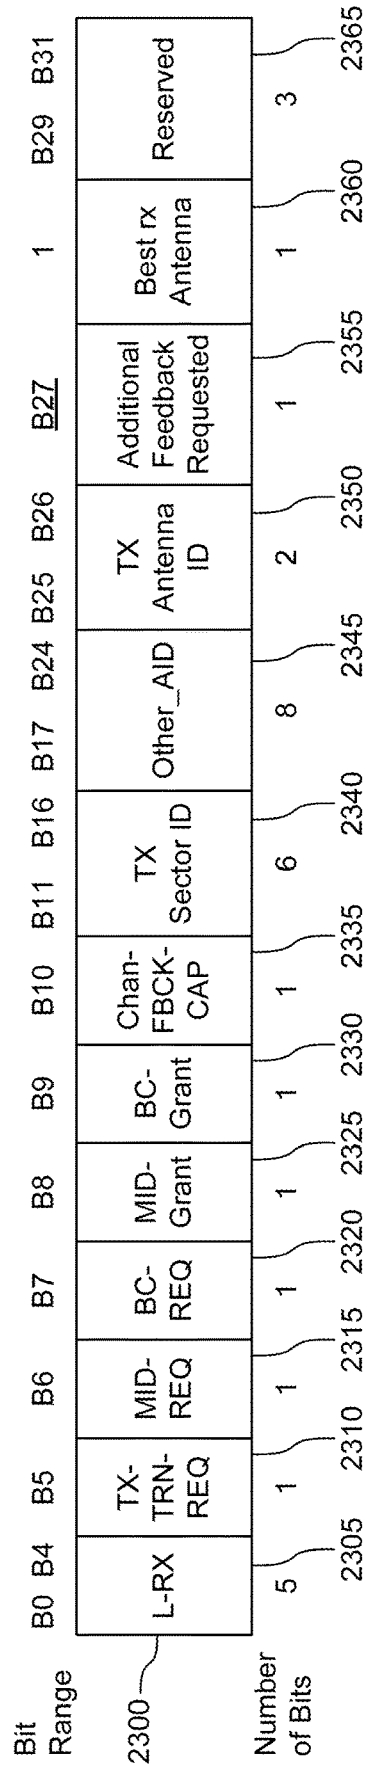 Bit
Range
B0 B4 B5 B6 B7 B8 B9 B10 B11 B16 B17 B24 B25 B26 B27 1 B29 B31
2300
L-RX
TX-
TRN-
REQ
MID-
REQ
BC-
REQ
MID-
Grant
BC-
Grant
Chan-
FBCK-
CAP
TX
Sector ID
Other_AID
TX
Antenna
ID
Additional
Feedback
Requested
Best rx
Antenna
Reserved
Number
of Bits
5 1 1 1 1 1 1 6 8 2 1 1 3
2305 2310 2315 2320 2325 2330 2335 2340 2345 2350 2355 2360 2365